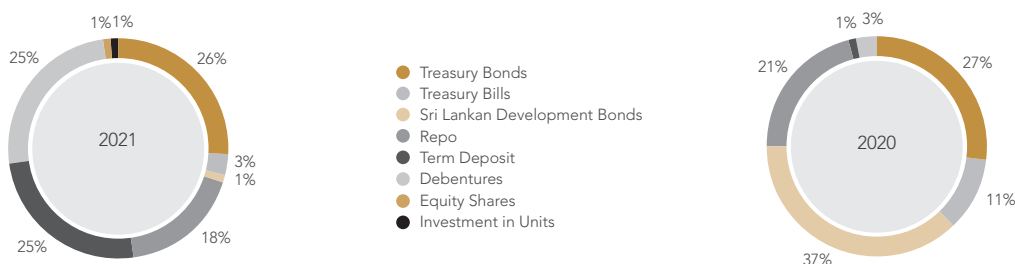 1% 1%
25%
26%
2021
3%
1%
25%
18%
Treasury Bonds
Treasury Bills
Sri Lankan Development Bonds
Repo
Term Deposit
Debentures
Equity Shares
Investment in Units
1% 3%
21%
27%
2020
11%
37%